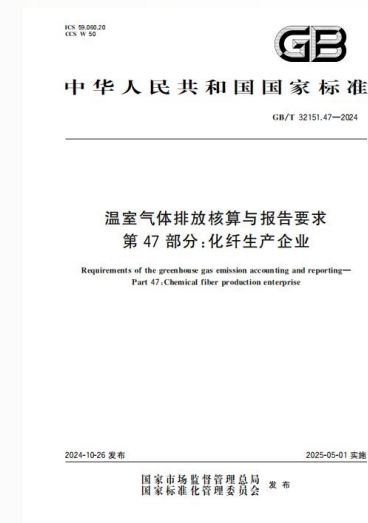 ICS 59.060.20
CCS W 50
GB
中华人民共和国国家标准
GB/T 32151.47—2024
温室气体排放核算与报告要求
第 47 部分:化纤生产企业
Requirements of the greenhouse gas emission accounting and reporting—
Part 47:Chemical fiber production enterprise
2024-10-26 发布
2025-05-01 实施
国家市场监督管理总局
国家标准化管理委员会
发布